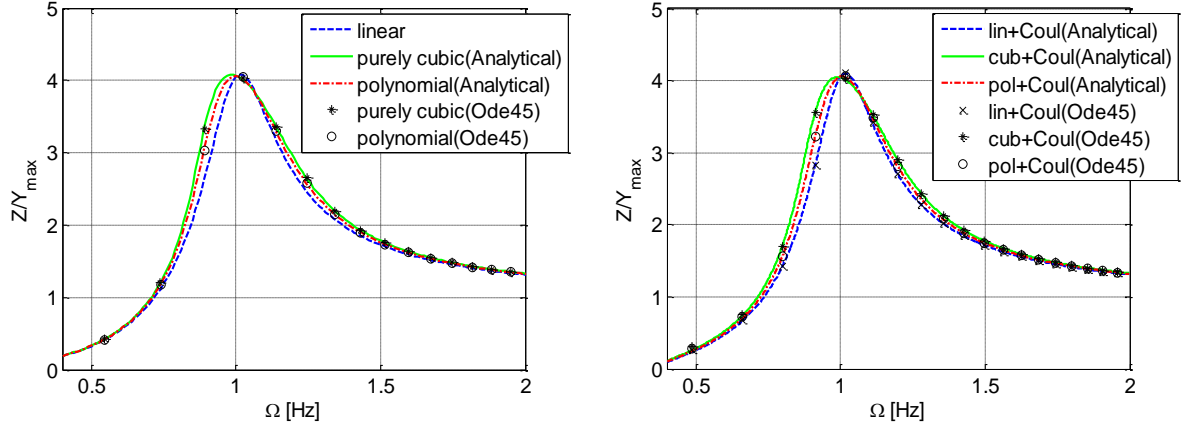 5
4
3
2
1
0
0.5
1
1.5
2
Z/Y_max
Ω [Hz]
linear
purely cubic(Analytical)
polynomial(Analytical)
purely cubic(Ode45)
polynomial(Ode45)
5
4
3
2
1
0
0.5
1
1.5
2
Z/Y_max
Ω [Hz]
lin+Coul(Analytical)
cub+Coul(Analytical)
pol+Coul(Analytical)
lin+Coul(Ode45)
cub+Coul(Ode45)
pol+Coul(Ode45)